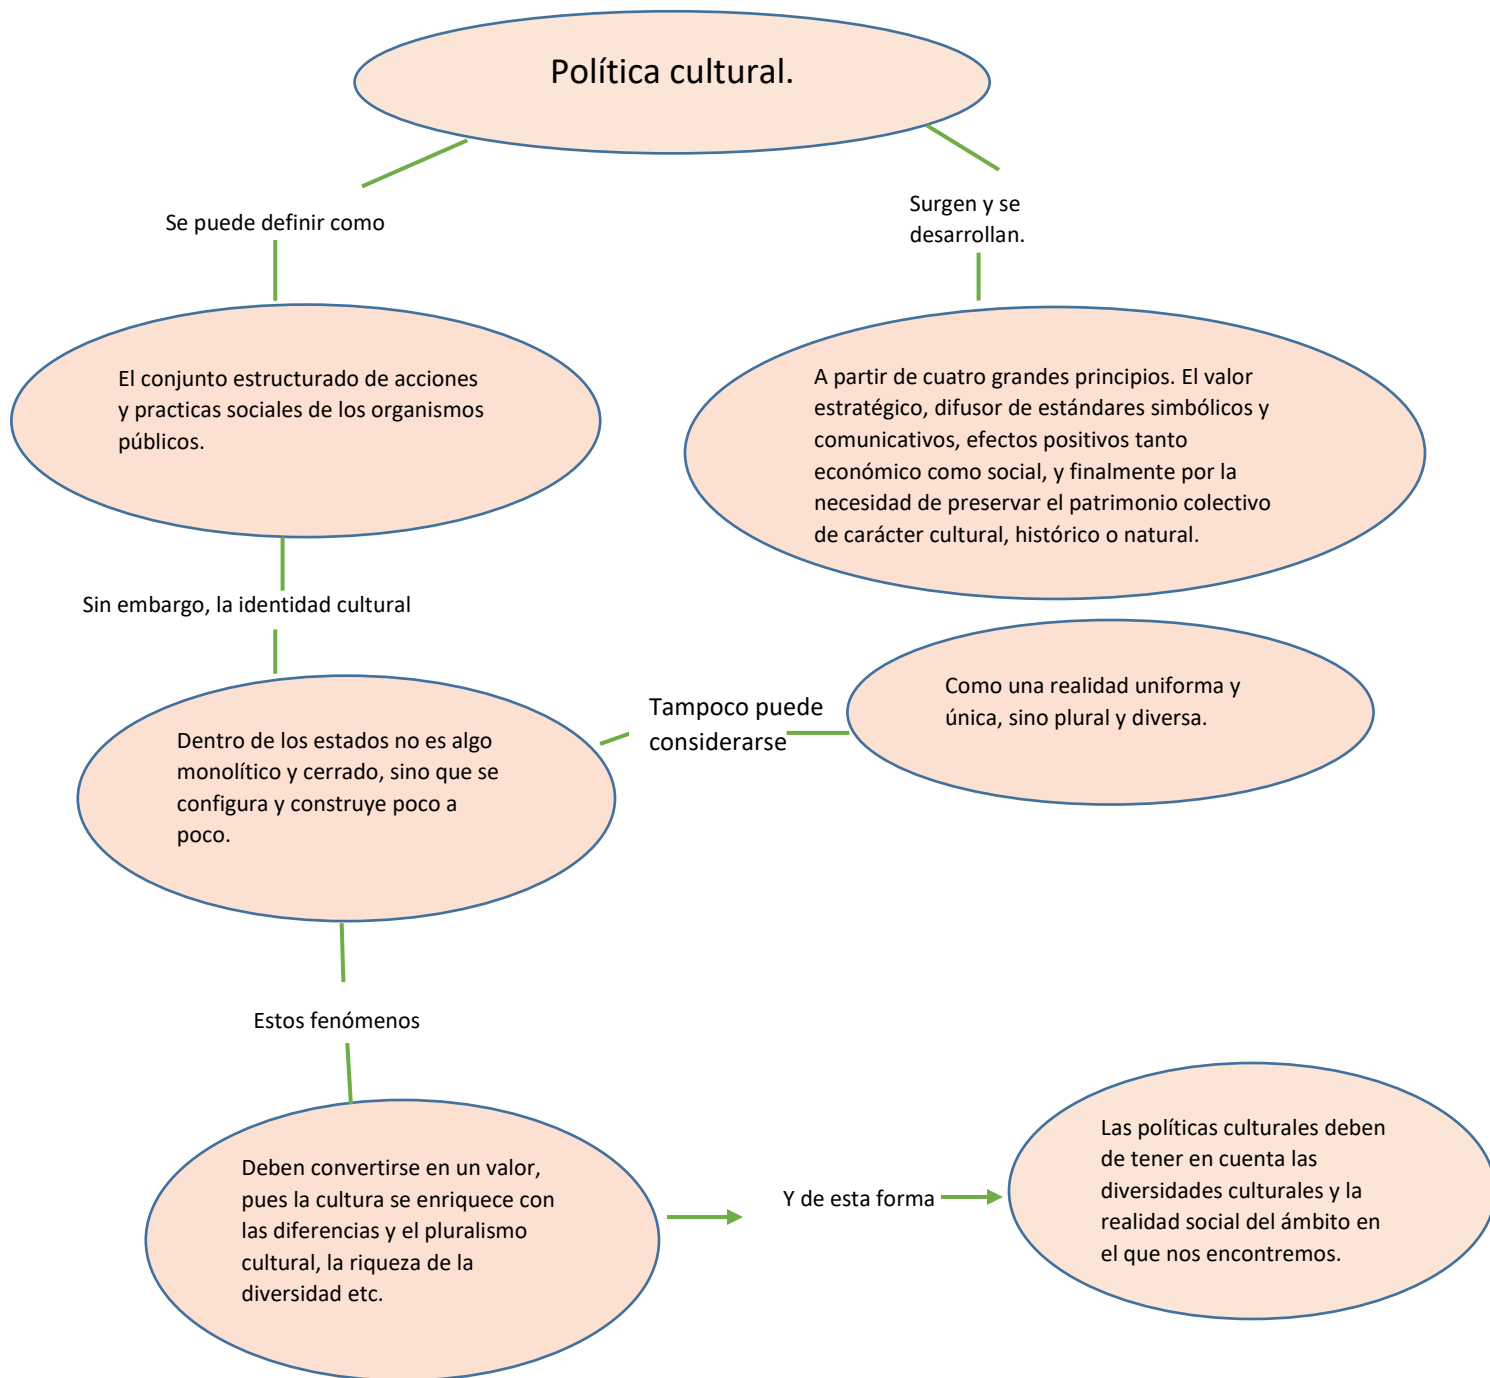 Política cultural.
Se puede definir como
Surgen y se
desarrollan.
El conjunto estructurado de acciones
y practicas sociales de los organismos
públicos.
A partir de cuatro grandes principios. El valor
estratégico, difusor de estándares simbólicos y
comunicativos, efectos positivos tanto
económico como social, y finalmente por la
necesidad de preservar el patrimonio colectivo
de carácter cultural, histórico o natural.
Sin embargo, la identidad cultural
Dentro de los estados no es algo
monolítico y cerrado, sino que se
configura y construye poco a
poco.
Tampoco puede
considerarse
Como una realidad uniforme y
única, sino plural y diversa.
Estos fenómenos
Deben convertirse en un valor,
pues la cultura se enriquece con
las diferencias y el pluralismo
cultural, la riqueza de la
diversidad etc.
Y de esta forma
Las políticas culturales deben
de tener en cuenta las
diversidades culturales y la
realidad social del ámbito en
el que nos encontremos.